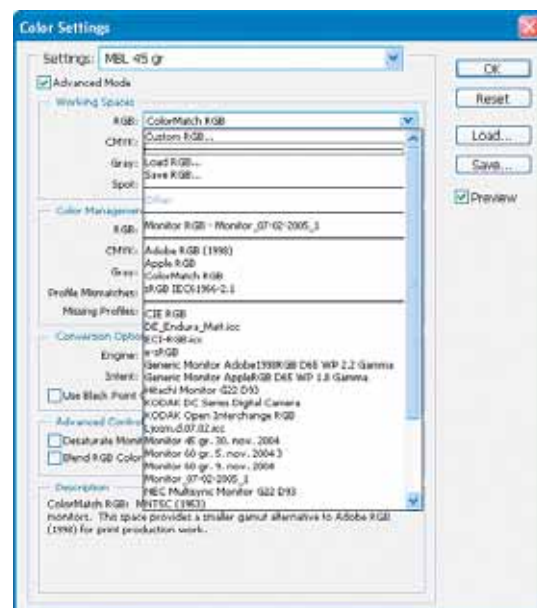 Color Settings
Settings: MBL 45 gr
OK
Advanced Mode
Working Spaces
Reset
RGB: ColorMatch RGB
CMYK: Custom RGB...
Load...
Gray: Load RGB...
Save RGB...
Save...
Spot:
Other
Preview
Color Managemen
RGB: Monitor RGB - Monitor_07-02-2005_1
CMYK: Adobe RGB (1998)
Apple RGB
Gray: ColorMatch RGB
sRGB IEC61966-2.1
Profile Mismatches:
Missing Profiles: CIE RGB
DE_Endura_Matt.icc
Conversion Optio ECI-RGB.icc
Engine: e-sRGB
Generic Monitor Adobe1998RGB D65 WP 2.2 Gamma
Intent: Generic Monitor AppleRGB D65 WP 1.8 Gamma
Hitachi Monitor G22 D93
Use Black Point KODAK DC Series Digital Camera
KODAK Open Interchange RGB
Advanced Control
Desaturate Monit Monitor 45 gr. 30. nov. 2004
Monitor 60 gr. 5. nov. 2004 3
Blend RGB Color Monitor 60 gr. 9. nov. 2004
Monitor_07-02-2005_1
Description NEC Multisync Monitor G22 D93
ColorMatch RGB: NTSC (1953)
monitors. This space provides a smaller gamut alternative to Adobe RGB
(1998) for print production work.